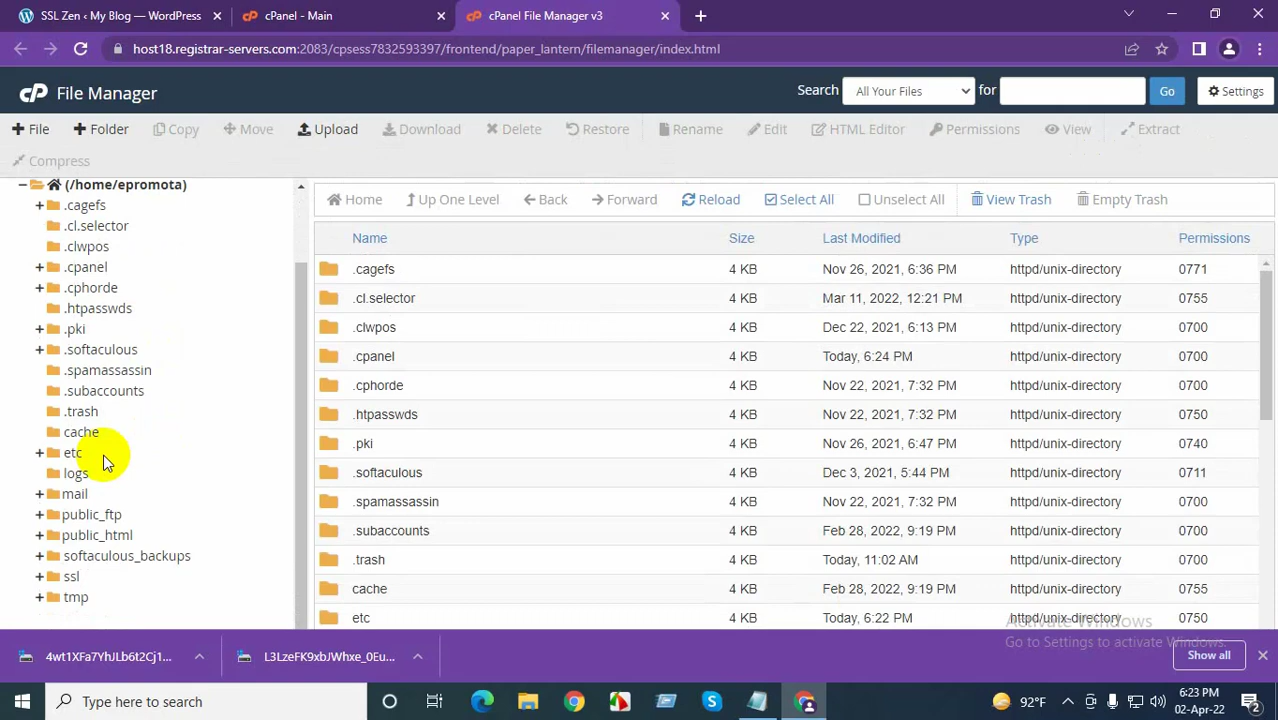 SSL Zen ‹ My Blog — WordPress
cPanel - Main
cPanel File Manager v3
host18.registrar-servers.com:2083/cpsess7832593397/frontend/paper_lantern/filemanager/index.html
cP File Manager
Search All Your Files for Go Settings
File Folder Copy Move Upload Download Delete Restore Rename Edit HTML Editor Permissions View Extract
Compress
(/home/epromota)
.cagefs
.cl.selector
.clwpos
.cpanel
.cphorde
.htpasswds
.pki
.softaculous
.spamassassin
.subaccounts
.trash
cache
etc
logs
mail
public_ftp
public_html
softaculous_backups
ssl
tmp
Home Up One Level Back Forward Reload Select All Unselect All View Trash Empty Trash
Name Size Last Modified Type Permissions
.cagefs 4 KB Nov 26, 2021, 6:36 PM httpd/unix-directory 0771
.cl.selector 4 KB Mar 11, 2022, 12:21 PM httpd/unix-directory 0755
.clwpos 4 KB Dec 22, 2021, 6:13 PM httpd/unix-directory 0700
.cpanel 4 KB Today, 6:24 PM httpd/unix-directory 0700
.cphorde 4 KB Nov 22, 2021, 7:32 PM httpd/unix-directory 0700
.htpasswds 4 KB Nov 22, 2021, 7:32 PM httpd/unix-directory 0750
.pki 4 KB Nov 26, 2021, 6:47 PM httpd/unix-directory 0740
.softaculous 4 KB Dec 3, 2021, 5:44 PM httpd/unix-directory 0711
.spamassassin 4 KB Nov 22, 2021, 7:32 PM httpd/unix-directory 0700
.subaccounts 4 KB Feb 28, 2022, 9:19 PM httpd/unix-directory 0700
.trash 4 KB Today, 11:02 AM httpd/unix-directory 0700
cache 4 KB Feb 28, 2022, 9:19 PM httpd/unix-directory 0755
etc 4 KB Today, 6:22 PM httpd/unix-directory 0750
Activate Windows
Go to Settings to activate Windows.
4wt1XFa7YhJLb6t2Cj1... L3LzeFK9xbJWhxe_0Eu... Show all
Type here to search
92°F
6:23 PM
02-Apr-22
2